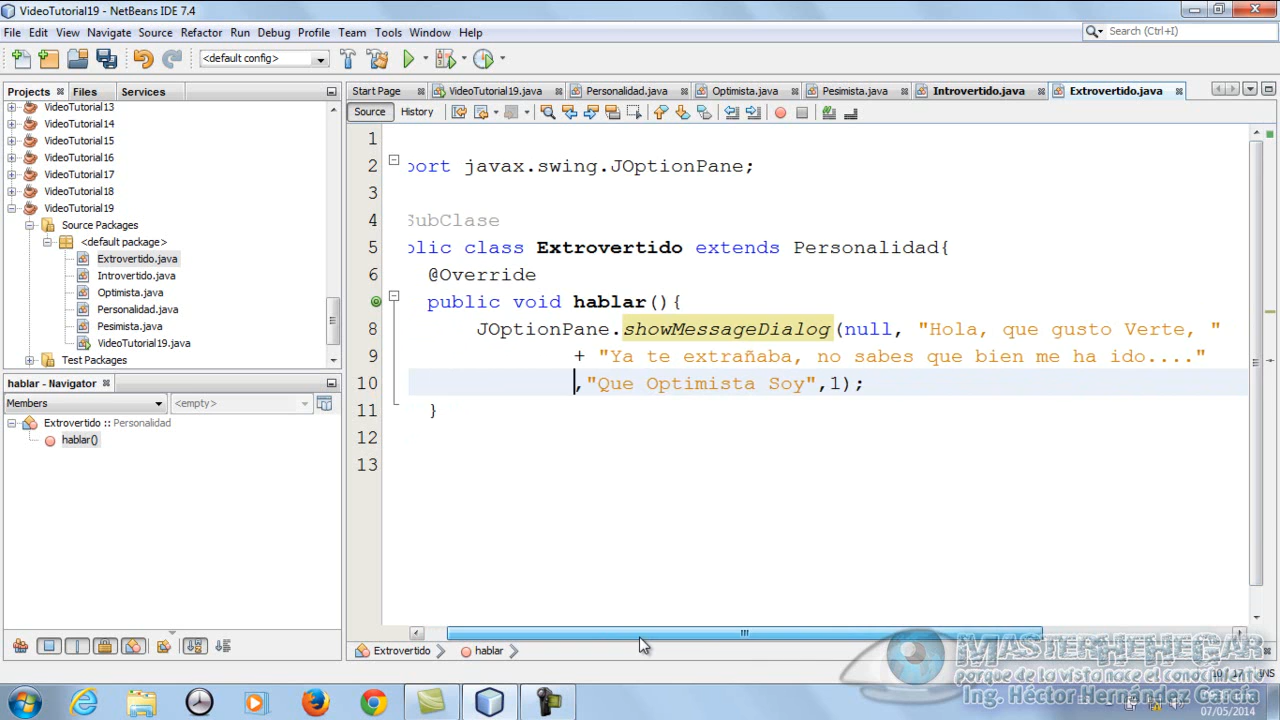 VideoTutorial19 - NetBeans IDE 7.4
File Edit View Navigate Source Refactor Run Debug Profile Team Tools Window Help
Search (Ctrl+I)
<default config>
Projects Files Services
VideoTutorial13
VideoTutorial14
VideoTutorial15
VideoTutorial16
VideoTutorial17
VideoTutorial18
VideoTutorial19
Source Packages
<default package>
Extrovertido.java
Introvertido.java
Optimista.java
Personalidad.java
Pesimista.java
VideoTutorial19.java
Test Packages
hablar - Navigator
Members
<empty>
Extrovertido :: Personalidad
hablar()
Start Page VideoTutorial19.java Personalidad.java Optimista.java Pesimista.java Introvertido.java Extrovertido.java
Source History
1
2 port javax.swing.JOptionPane;
3
4 SubClase
5 blic class Extrovertido extends Personalidad{
6 @Override
7 public void hablar(){
8 JOptionPane.showMessageDialog(null, "Hola, que gusto Verte, "
9 + "Ya te extrañaba, no sabes que bien me ha ido...."
10 ,"Que Optimista Soy",1);
11 }
12
13
Extrovertido hablar
10 17 INS
MASTERHEHEGAR
porque de la vista nace el conocimiento
Ing. Héctor Hernández García
07/05/2014